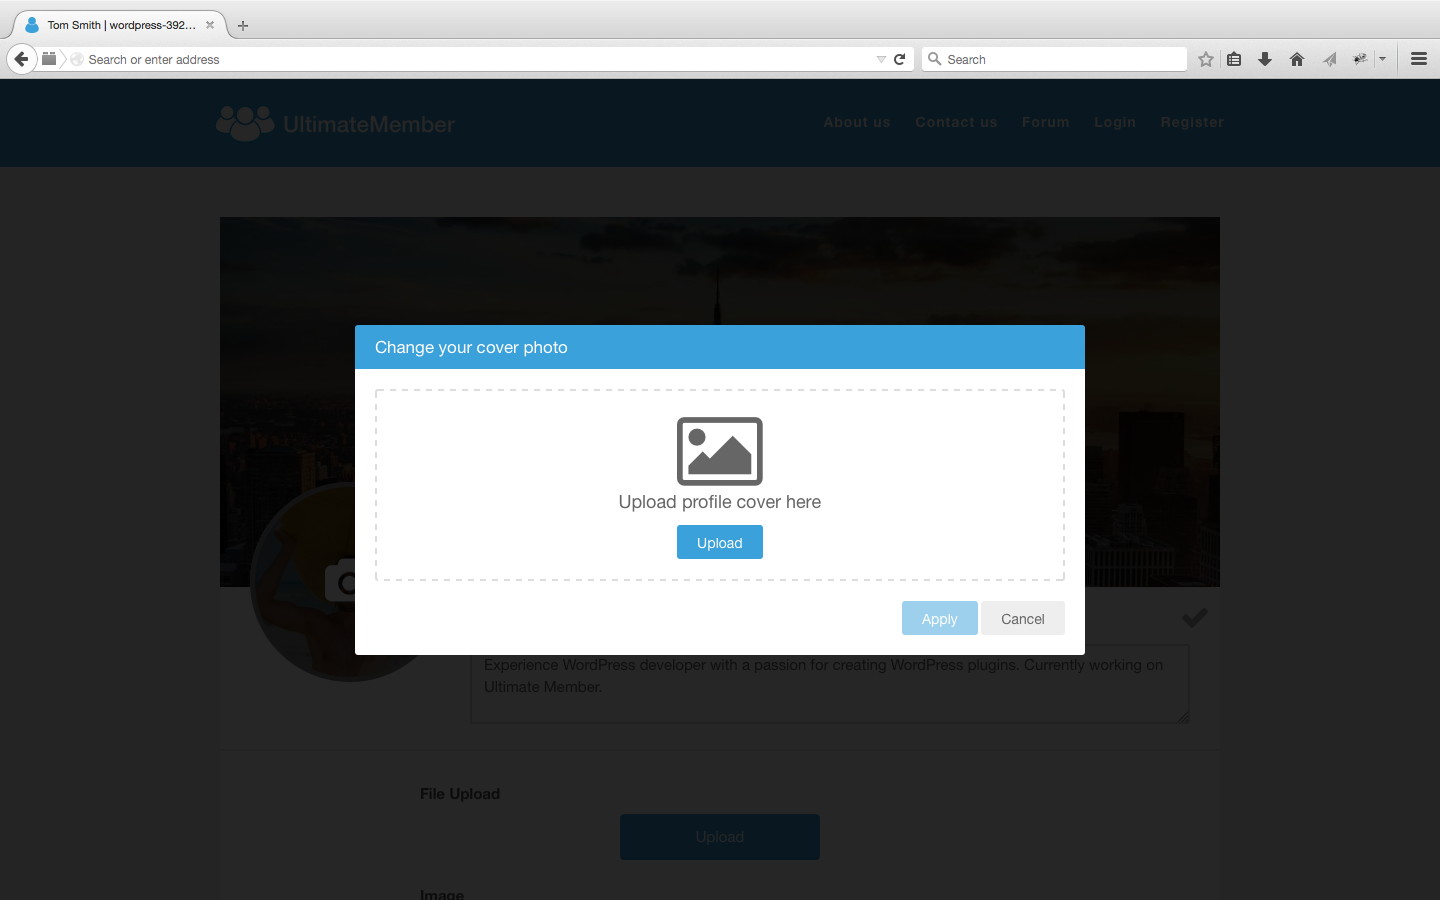 Tom Smith | wordpress-392...
Search or enter address
Search
UltimateMember
About us
Contact us
Forum
Login
Register
Change your cover photo
Upload profile cover here
Upload
Apply
Cancel
Experience WordPress developer with a passion for creating WordPress plugins. Currently working on
Ultimate Member.
File Upload
Upload
Image